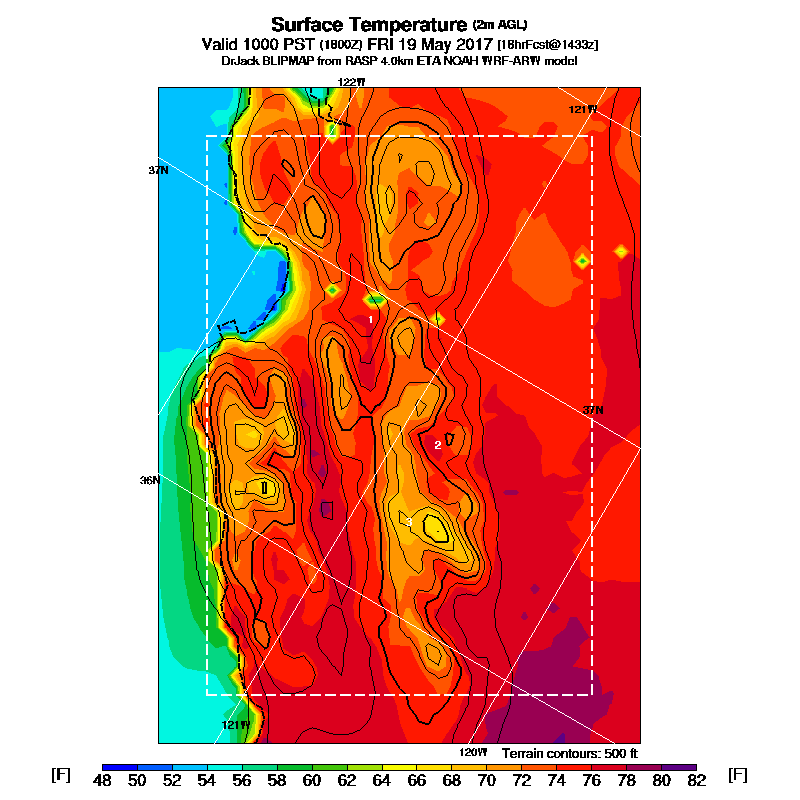 Surface Temperature (2m AGL)
Valid 1000 PST (1800Z) FRI 19 May 2017 [18hrFcst@1433z]
DrJack BLIPMAP from RASP 4.0km ETA NOAH WRF-ARW model
122W
121W
37N
1
37N
2
36N
3
121W
120W
Terrain contours: 500 ft
[F] 48 50 52 54 56 58 60 62 64 66 68 70 72 74 76 78 80 82 [F]